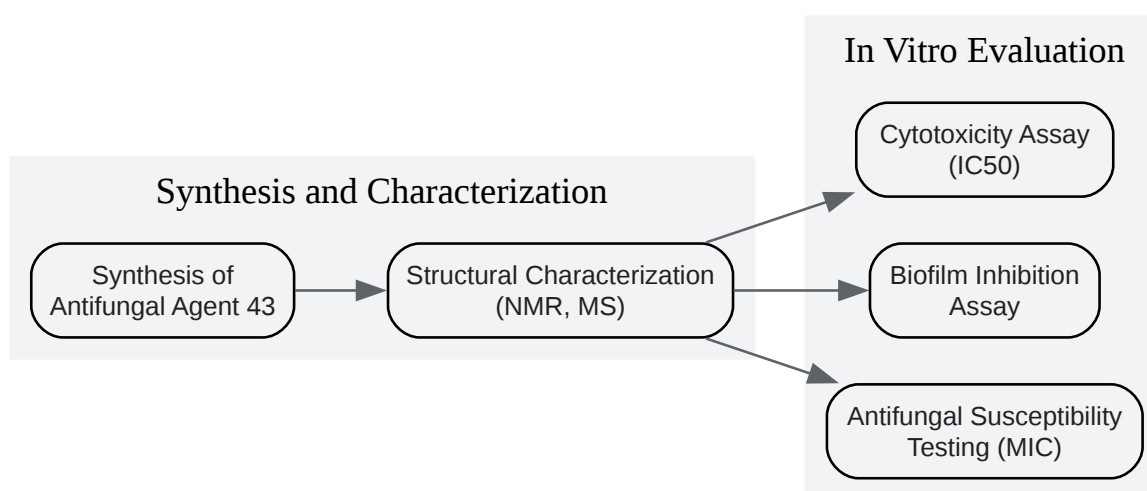 Synthesis and Characterization
Synthesis of
Antifungal Agent 43
Structural Characterization
(NMR, MS)
In Vitro Evaluation
Cytotoxicity Assay
(IC50)
Biofilm Inhibition
Assay
Antifungal Susceptibility
Testing (MIC)